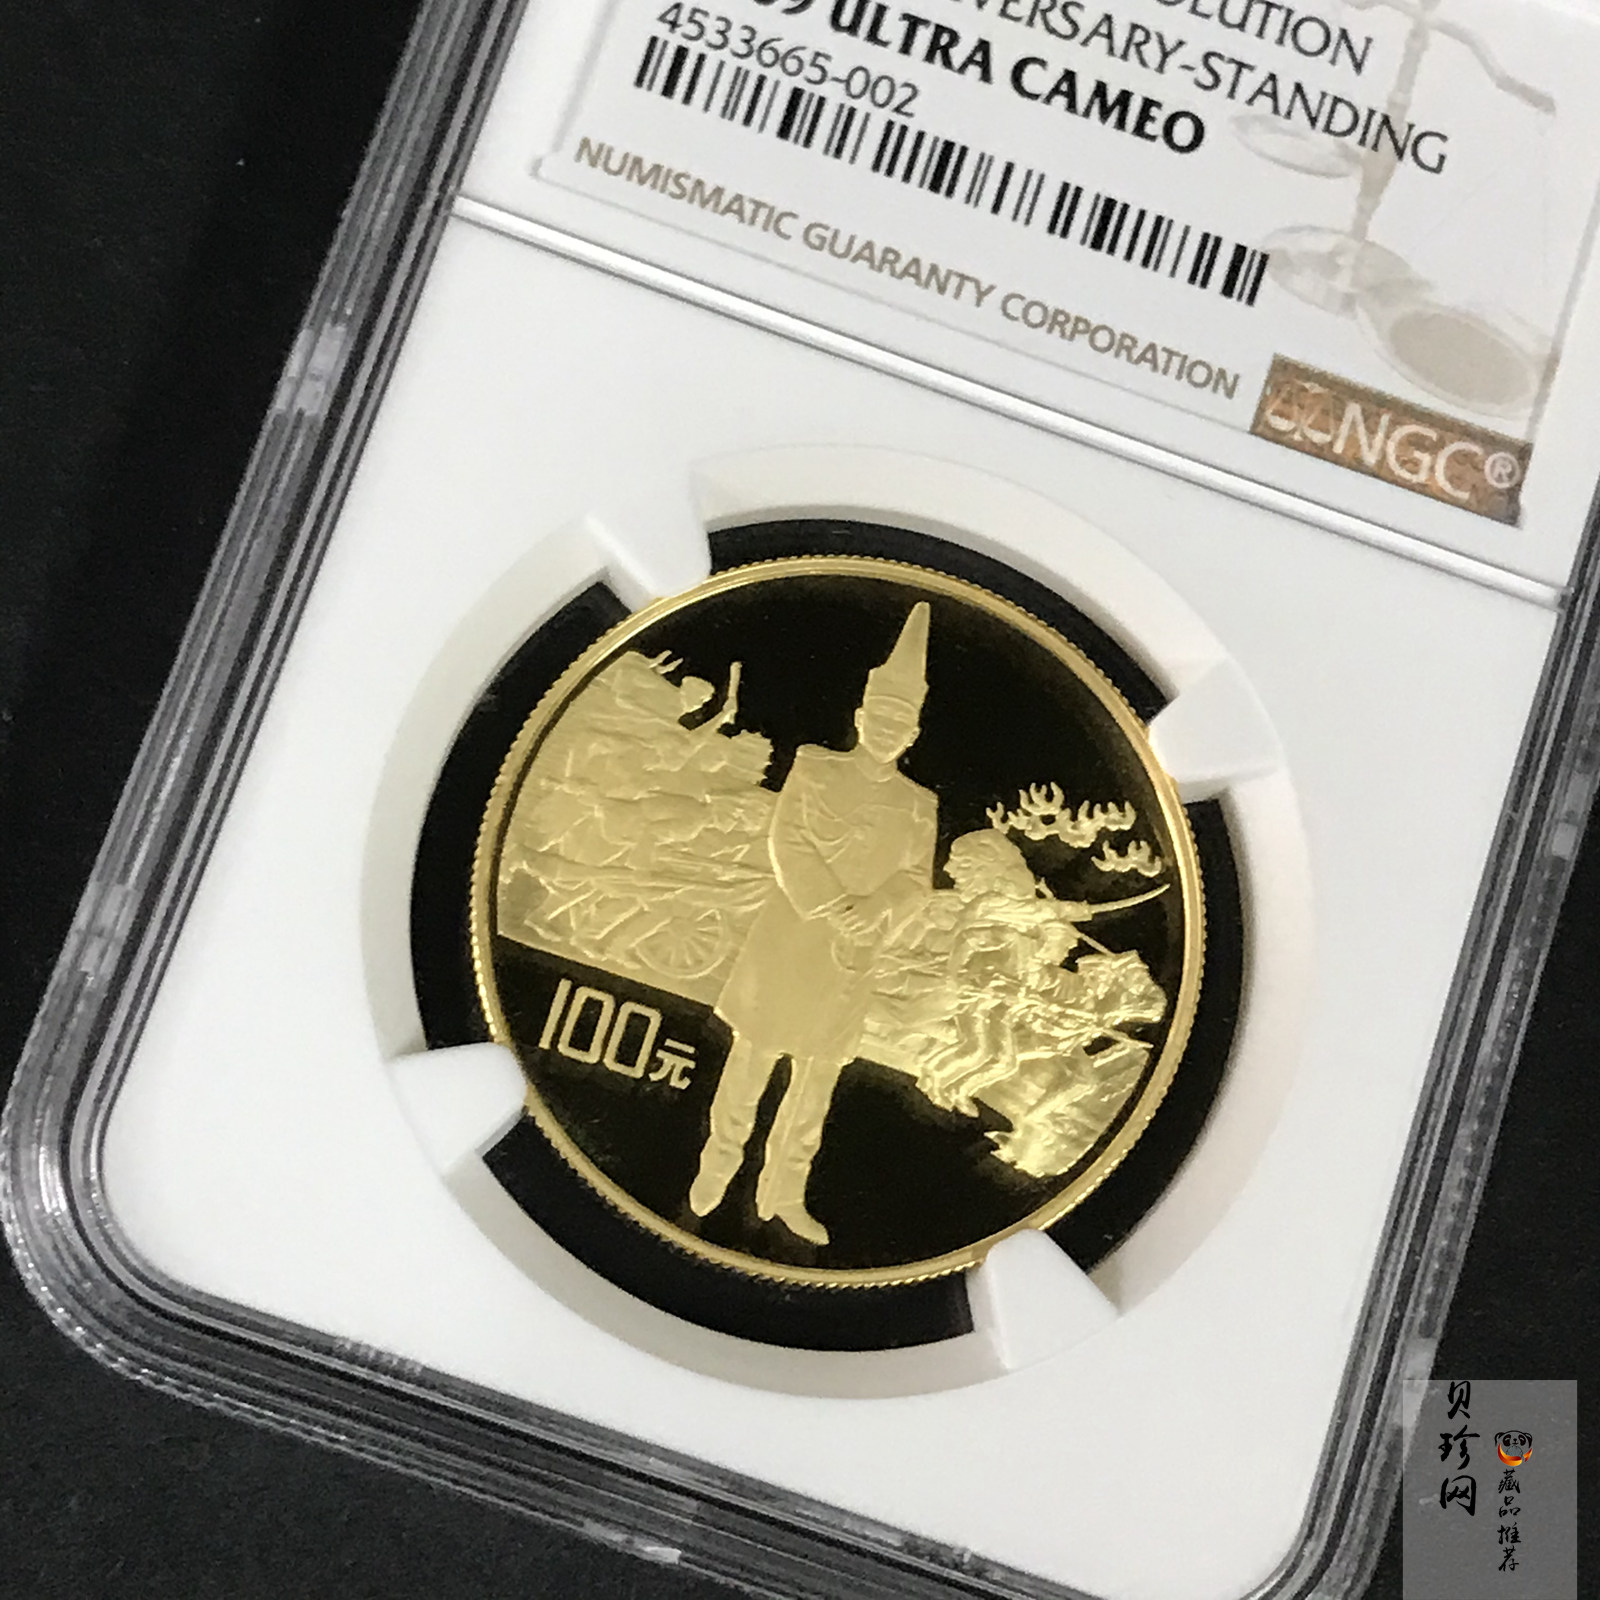 OLUTION
VERSARY-STANDING
9 ULTRA CAMEO
4533665-002
NUMISMATIC GUARANTY CORPORATION
NGC®
100元
贝珍网
藏品推荐